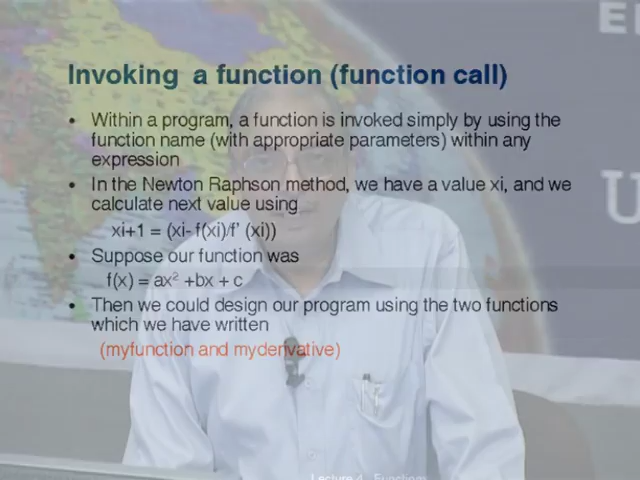 E
Invoking a function (function call)
• Within a program, a function is invoked simply by using the
function name (with appropriate parameters) within any
expression
• In the Newton Raphson method, we have a value xi, and we
calculate next value using
xi+1 = (xi- f(xi)/f' (xi))
U
• Suppose our function was
f(x) = ax² +bx + c
• Then we could design our program using the two functions
which we have written
(myfunction and myderivative)
Lecture 4